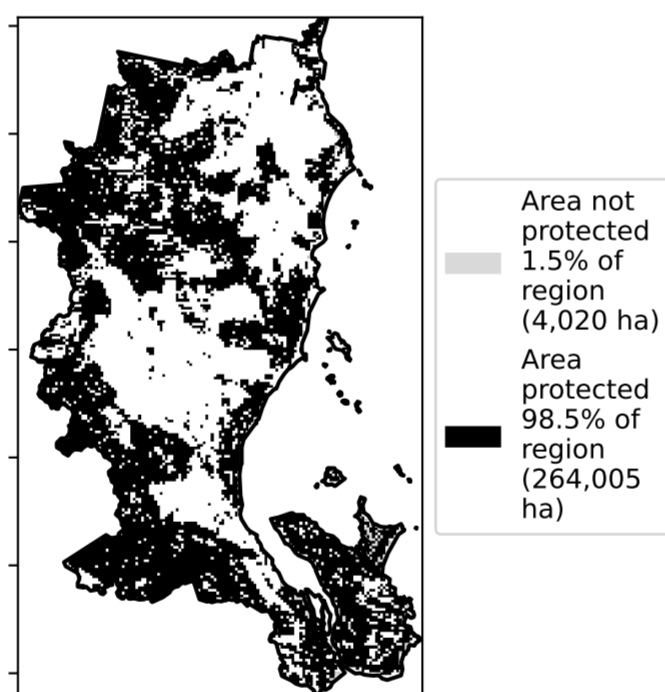 Area not
protected
1.5% of
region
(4,020 ha)
Area
protected
98.5% of
region
(264,005
ha)